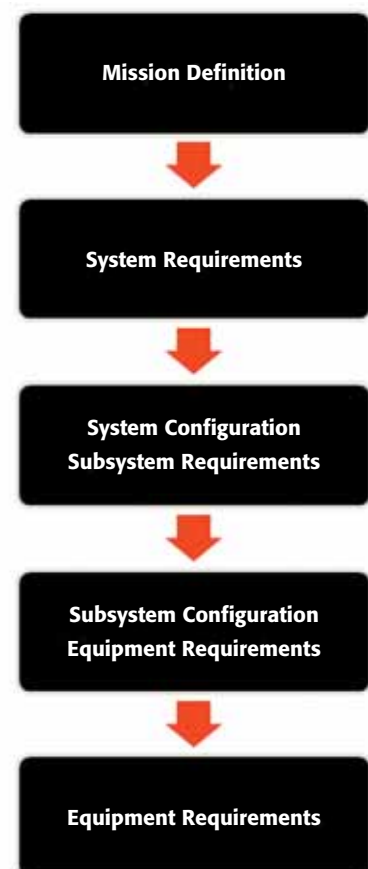 Mission Definition
System Requirements
System Configuration
Subsystem Requirements
Subsystem Configuration
Equipment Requirements
Equipment Requirements